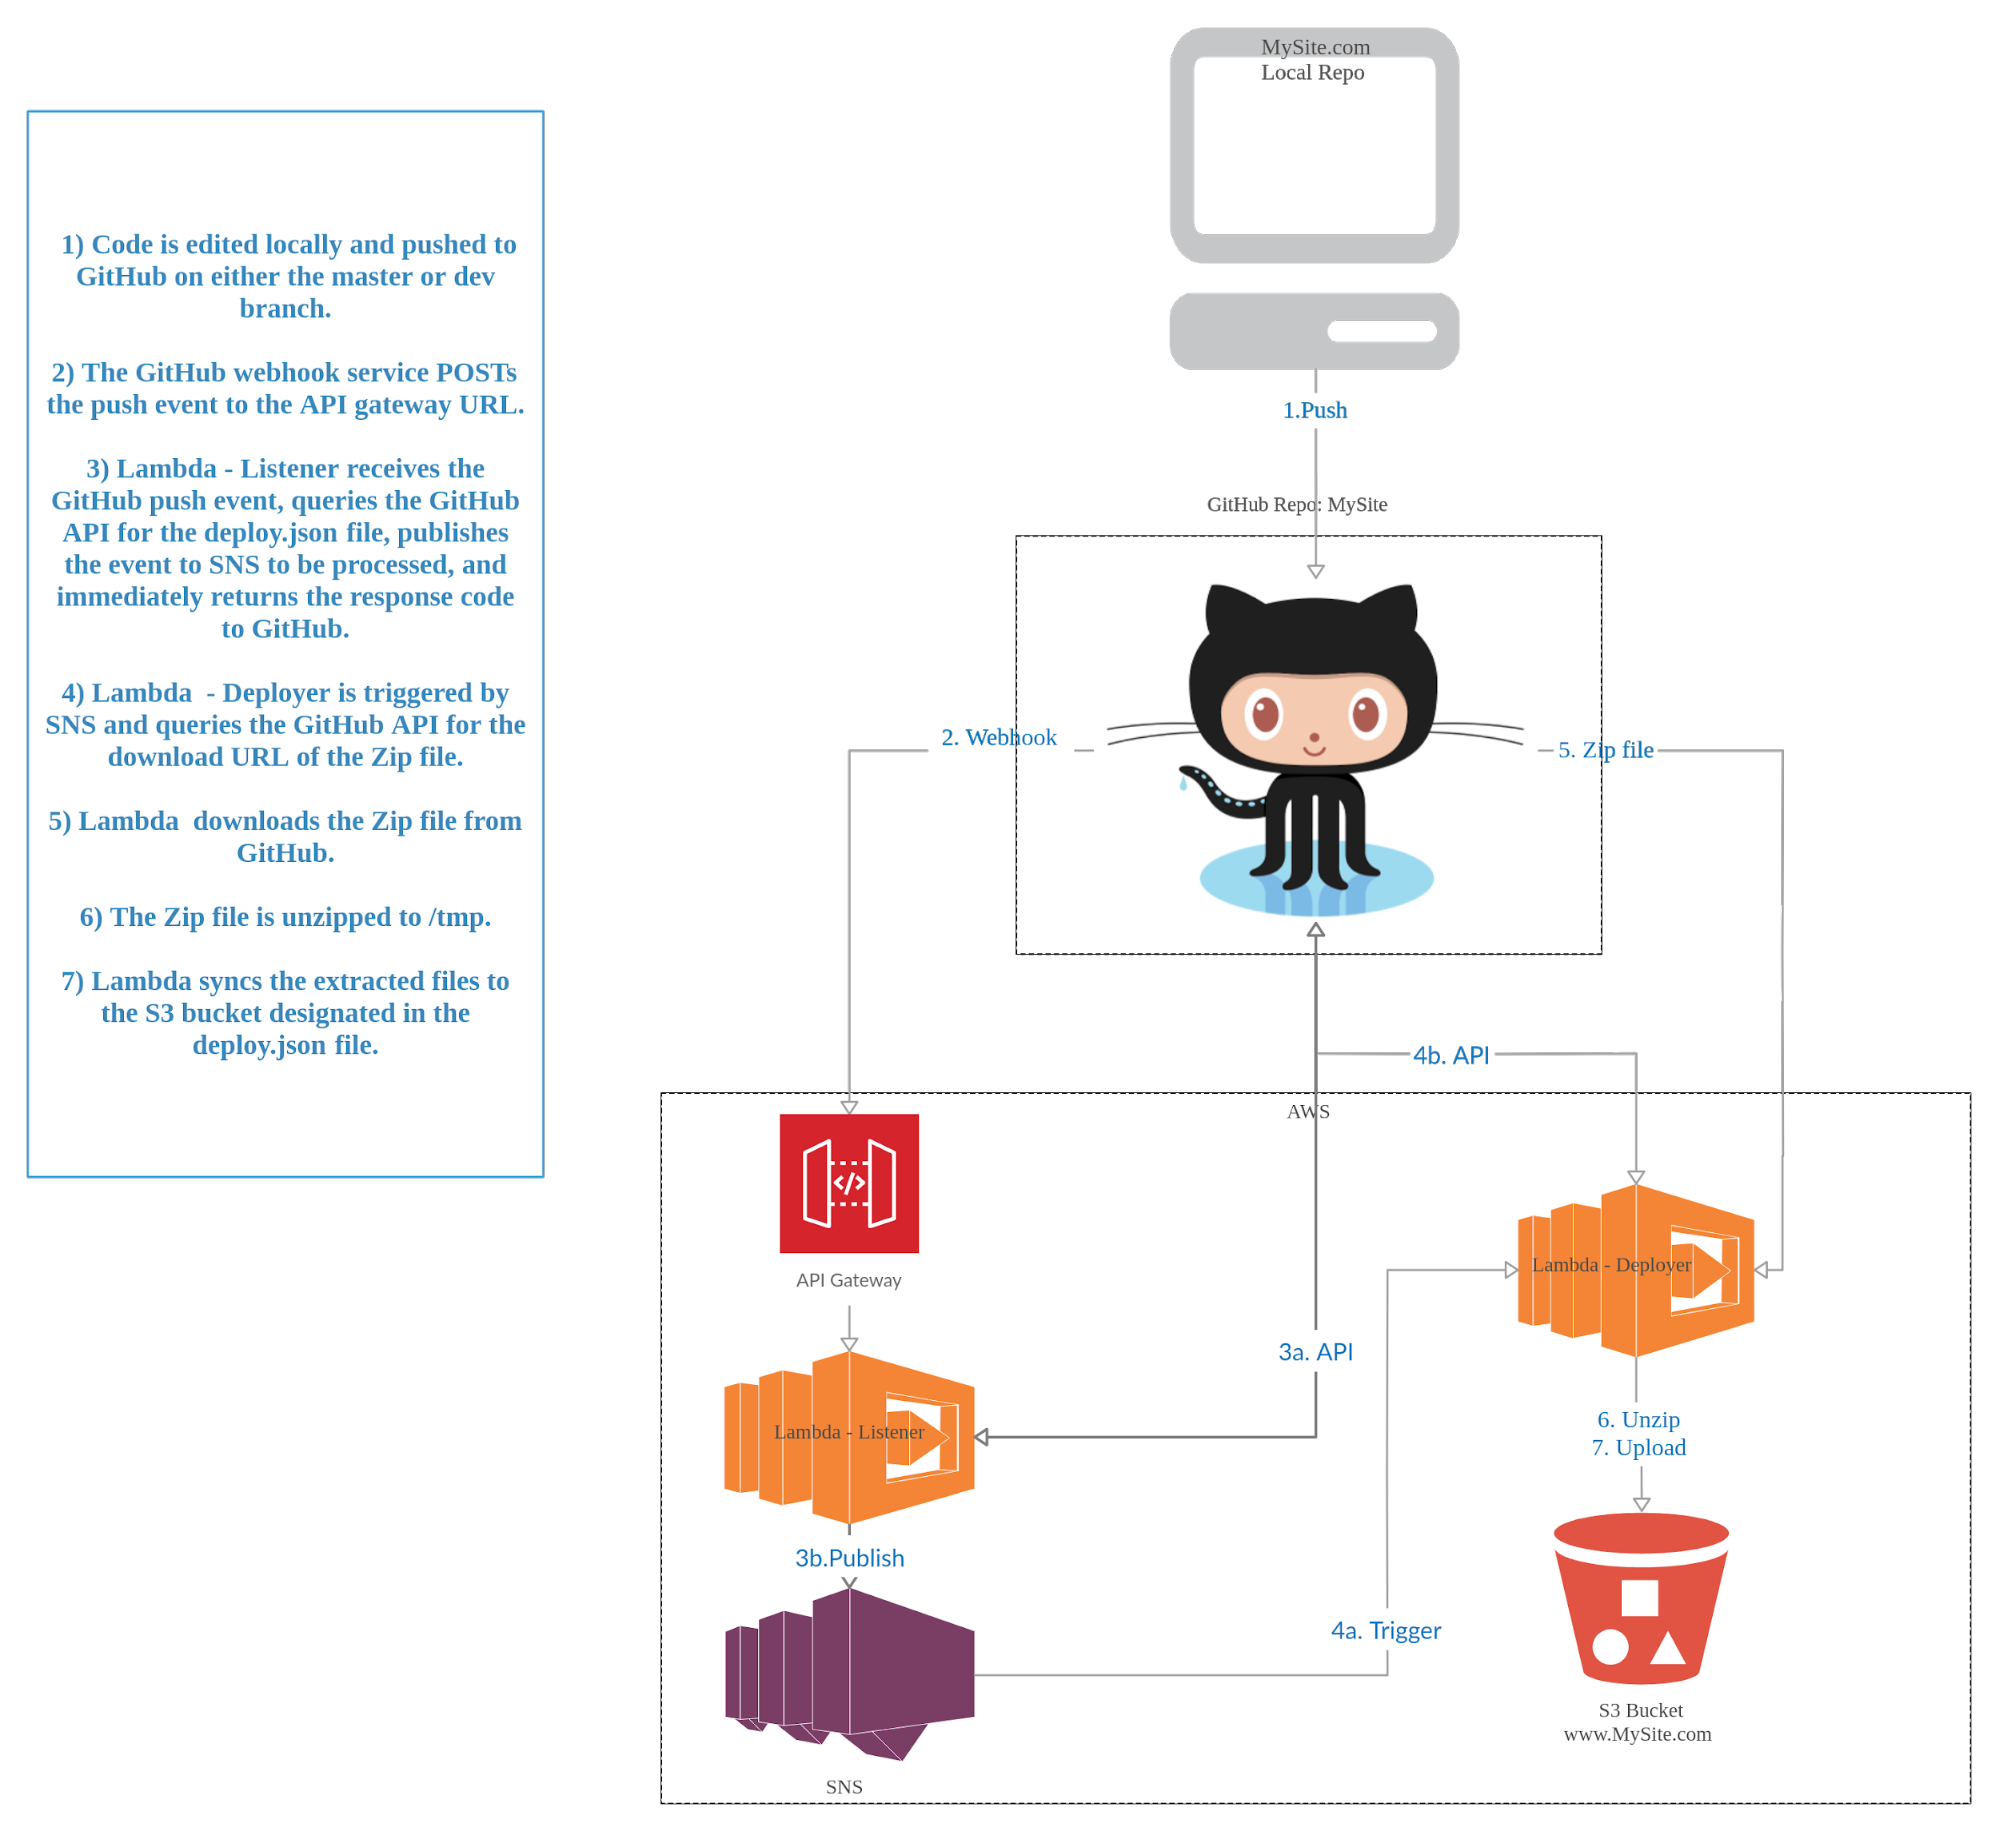 MySite.com
Local Repo
1) Code is edited locally and pushed to
GitHub on either the master or dev
branch.
2) The GitHub webhook service POSTs
the push event to the API gateway URL.
3) Lambda - Listener receives the
GitHub push event, queries the GitHub
API for the deploy.json file, publishes
the event to SNS to be processed, and
immediately returns the response code
to GitHub.
4) Lambda  - Deployer is triggered by
SNS and queries the GitHub API for the
download URL of the Zip file.
5) Lambda  downloads the Zip file from
GitHub.
6) The Zip file is unzipped to /tmp.
7) Lambda syncs the extracted files to
the S3 bucket designated in the
deploy.json file.
1.Push
GitHub Repo: MySite
2. Webhook
5. Zip file
4b. API
AWS
API Gateway
Lambda - Deployer
3a. API
Lambda - Listener
6. Unzip
7. Upload
3b.Publish
4a. Trigger
S3 Bucket
www.MySite.com
SNS